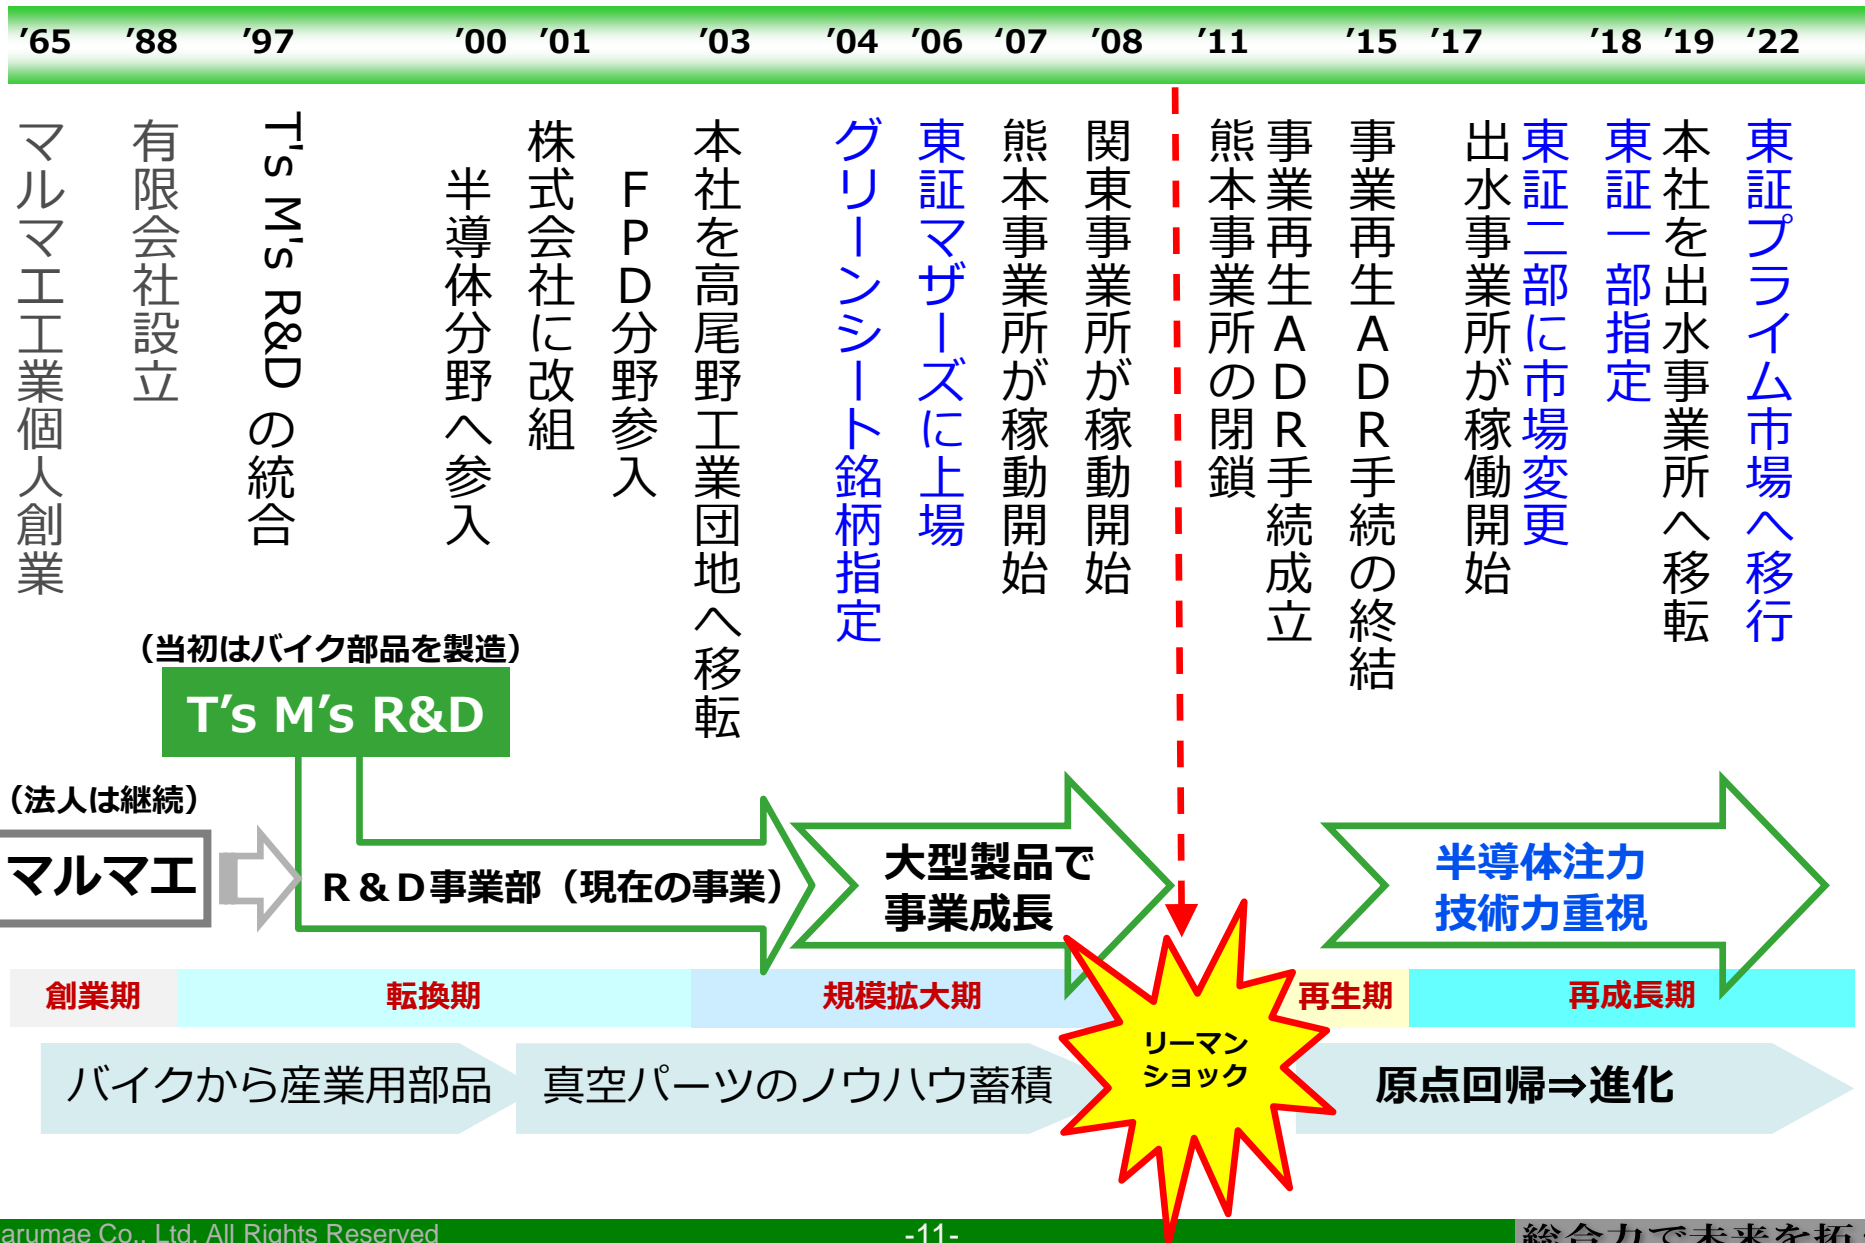 ’65 ’88 ’97 ’00 ’01 ’03 ’04 ’06 ‘07 ’08 ’11 ’15 ’17 ’18 ’19 ‘22
マルマエ工業個人創業
有限会社設立
T's M's R&D の統合
半導体分野へ参入
株式会社に改組
ＦＰＤ分野参入
本社を高尾野工業団地へ移転
グリーンシート銘柄指定
東証マザーズに上場
熊本事業所が稼動開始
関東事業所が稼動開始
熊本事業所の閉鎖
事業再生ＡＤＲ手続成立
事業再生ＡＤＲ手続の終結
出水事業所が稼働開始
東証二部に市場変更
東証一部指定
本社を出水事業所へ移転
東証プライム市場へ移行
（当初はバイク部品を製造）
T’s M’s R&D
（法人は継続）
マルマエ
Ｒ＆Ｄ事業部（現在の事業）
大型製品で
事業成長
半導体注力
技術力重視
創業期 転換期 規模拡大期 再生期 再成長期
リーマン
ショック
バイクから産業用部品 真空パーツのノウハウ蓄積 原点回帰⇒進化
arumae Co., Ltd. All Rights Reserved
-11-
総合力で未来を拓